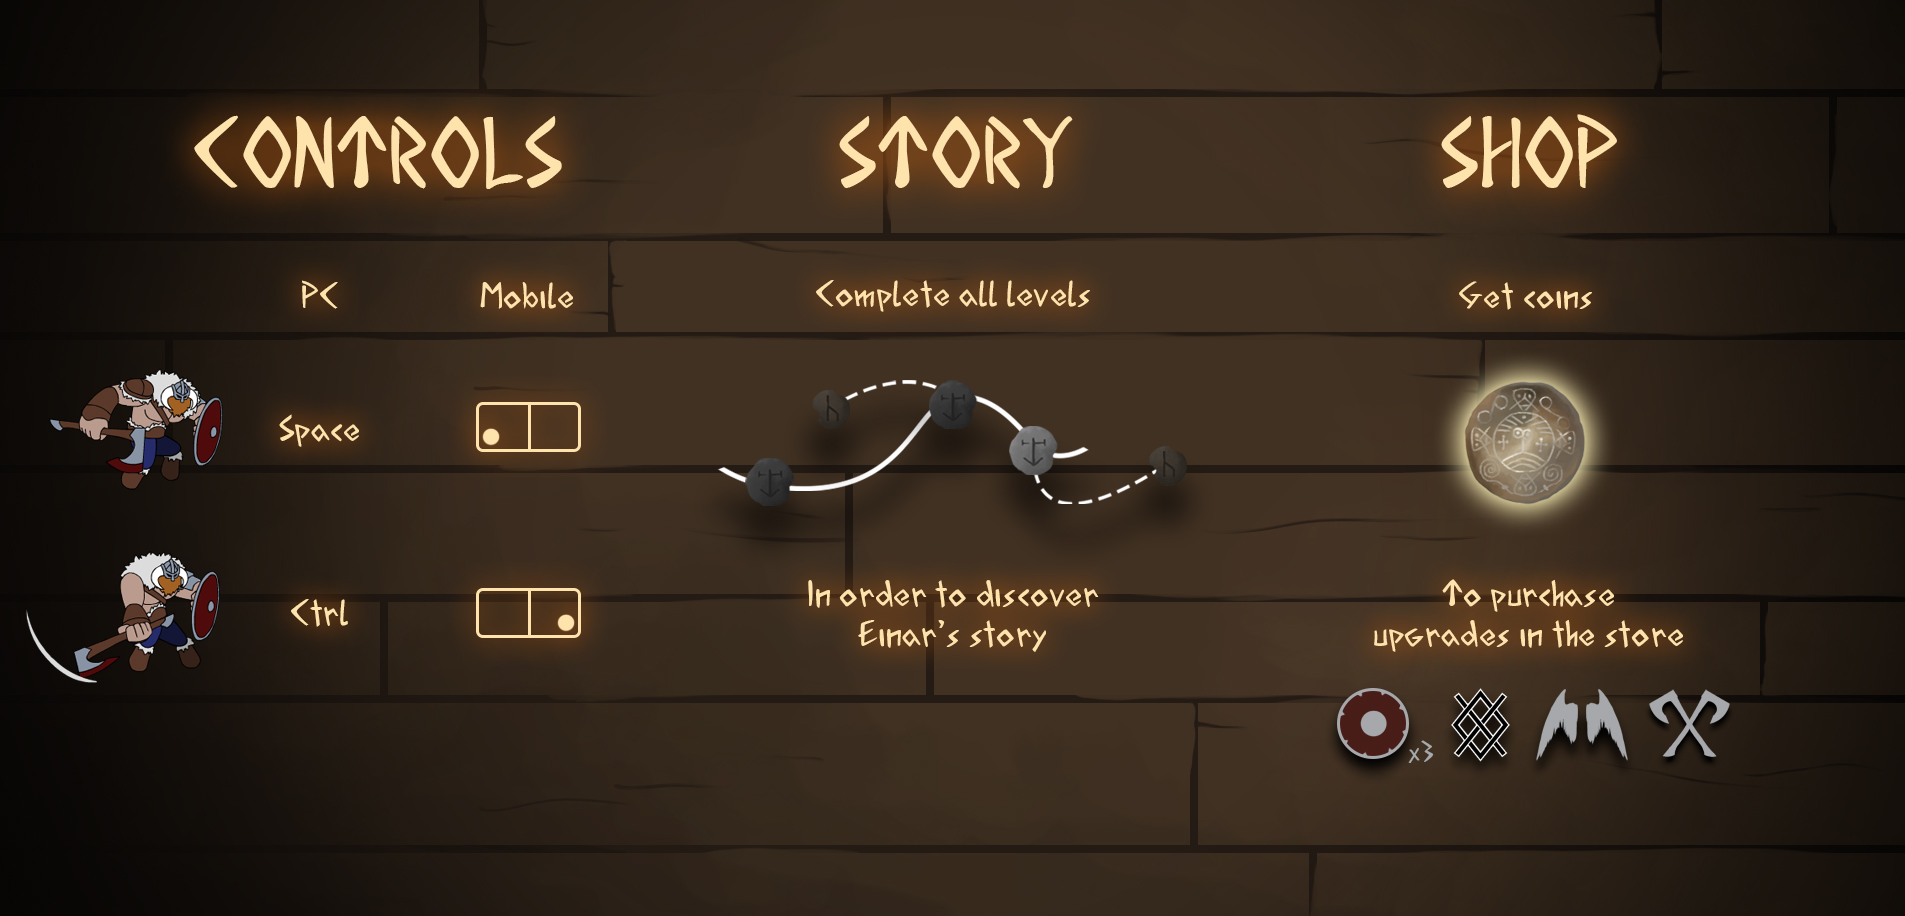 CONTROLS
PC
Mobile
Space
Ctrl
STORY
Complete all levels
In order to discover
Einar's story
SHOP
Get coins
To purchase
upgrades in the store
x3